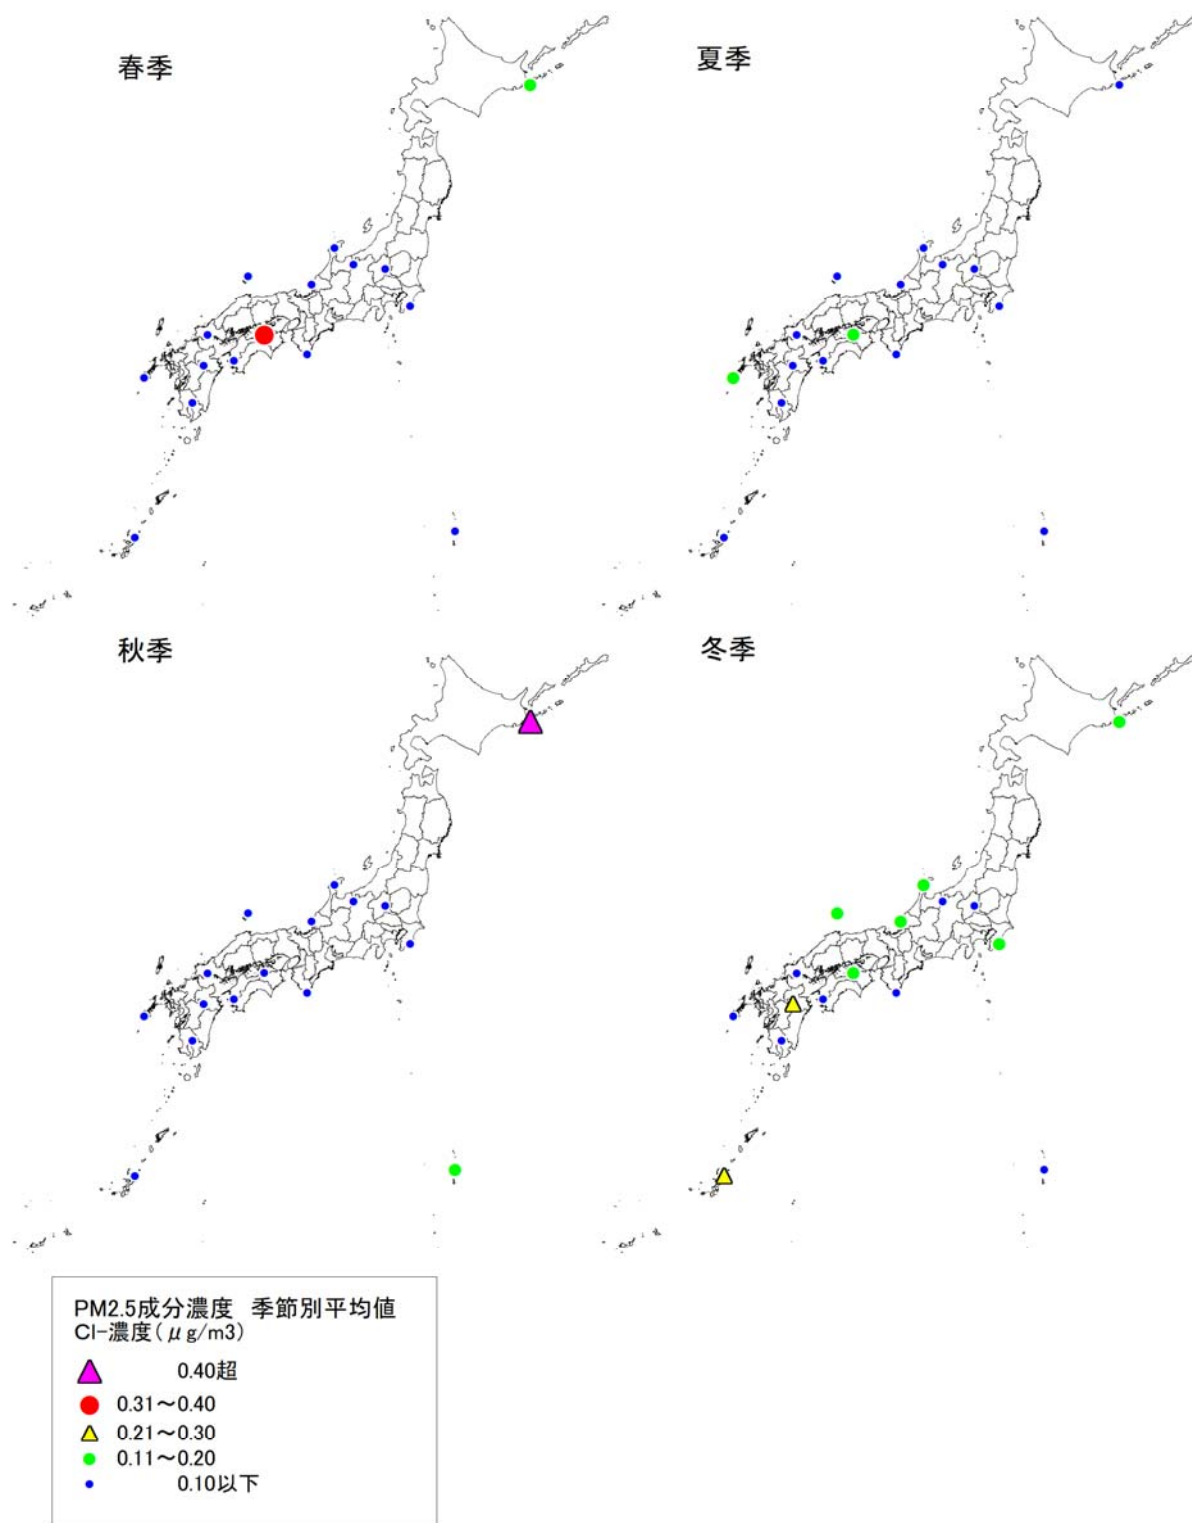 春季
夏季
秋季
冬季
PM2.5成分濃度 季節別平均値
Cl-濃度(μg/m3)
0.40超
0.31～0.40
0.21～0.30
0.11～0.20
0.10以下